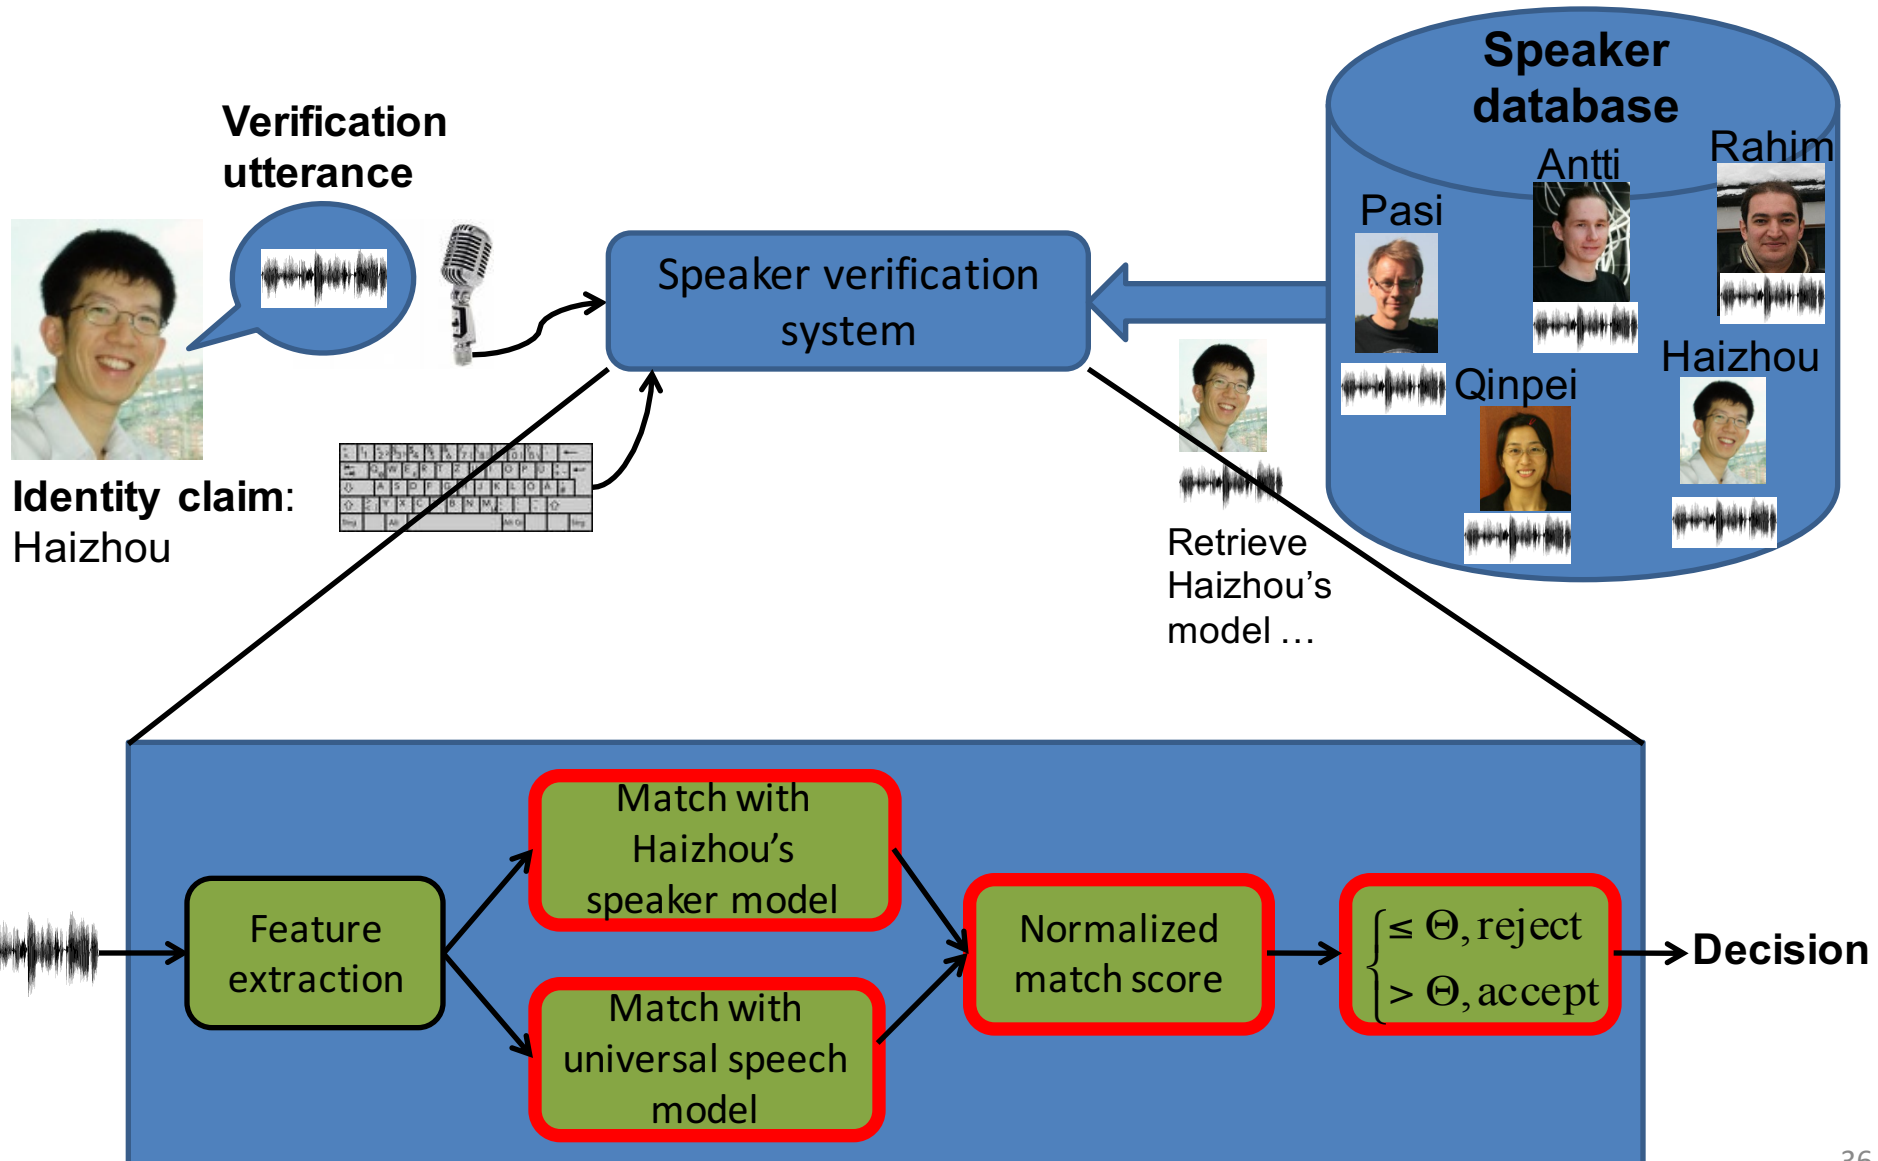 Speaker
database
Verification
utterance
Antti
Rahim
Pasi
Speaker verification
system
Haizhou
Qinpei
Identity claim:
Haizhou
Retrieve
Haizhou's
model ...
Match with
Haizhou's
speaker model
Feature
extraction
Normalized
match score
≤ Θ, reject
> Θ, accept
Decision
Match with
universal speech
model
36